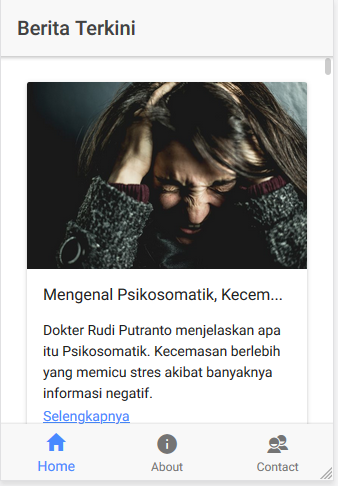 Berita Terkini
Mengenal Psikosomatik, Kecem...
Dokter Rudi Putranto menjelaskan apa
itu Psikosomatik. Kecemasan berlebih
yang memicu stres akibat banyaknya
informasi negatif.
Selengkapnya
Home
About
Contact